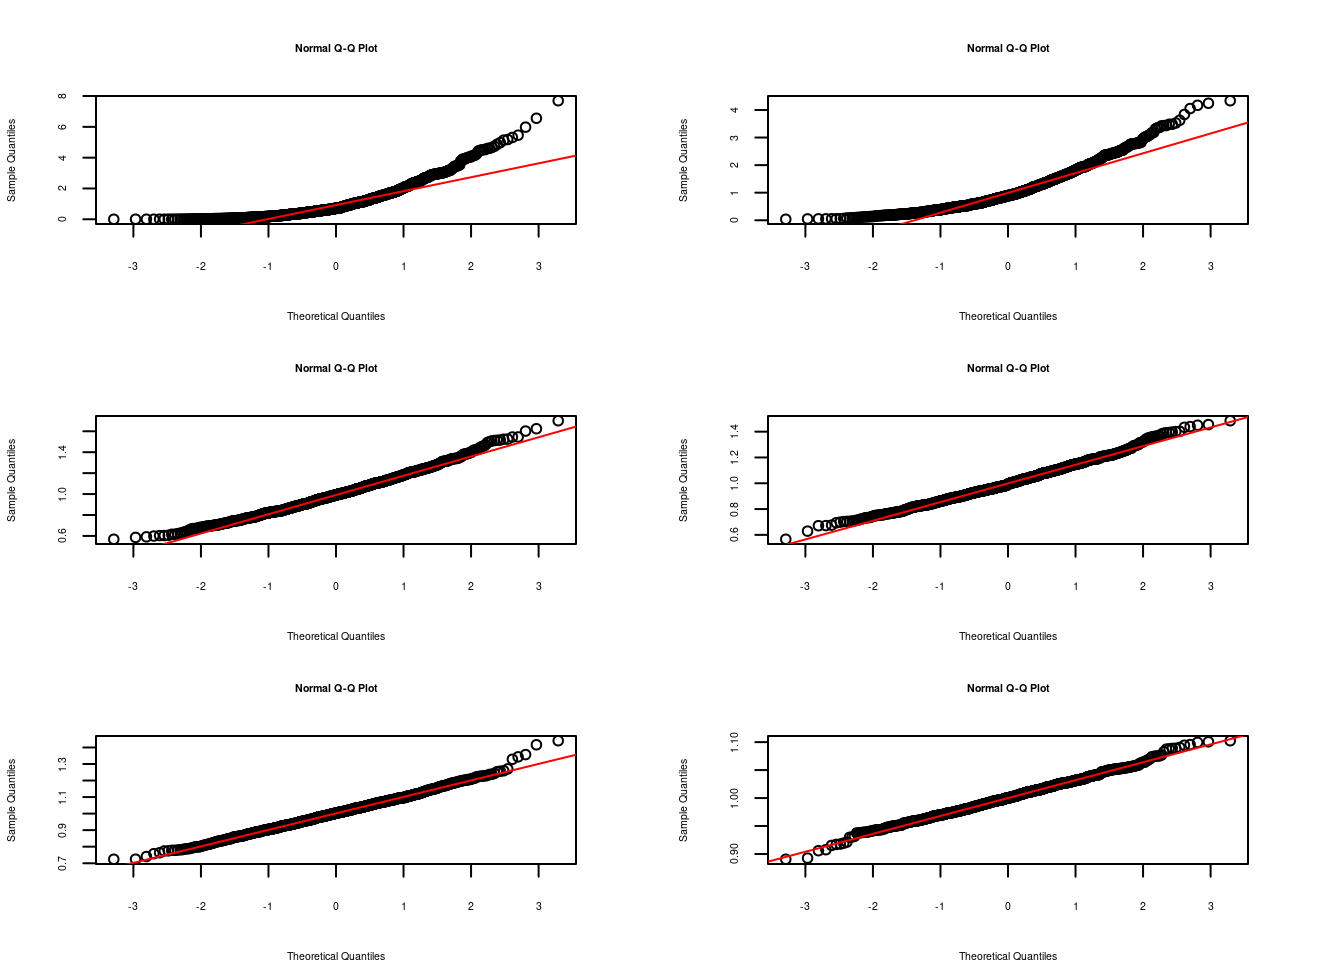 Normal Q-Q Plot
Sample Quantiles
8
6
4
2
0
-3 -2 -1 0 1 2 3
Theoretical Quantiles
Normal Q-Q Plot
Sample Quantiles
4
3
2
1
0
-3 -2 -1 0 1 2 3
Theoretical Quantiles
Normal Q-Q Plot
Sample Quantiles
1.4
1.0
0.6
-3 -2 -1 0 1 2 3
Theoretical Quantiles
Normal Q-Q Plot
Sample Quantiles
1.4
1.2
1.0
0.8
0.6
-3 -2 -1 0 1 2 3
Theoretical Quantiles
Normal Q-Q Plot
Sample Quantiles
1.3
1.1
0.9
0.7
-3 -2 -1 0 1 2 3
Theoretical Quantiles
Normal Q-Q Plot
Sample Quantiles
1.10
1.00
0.90
-3 -2 -1 0 1 2 3
Theoretical Quantiles